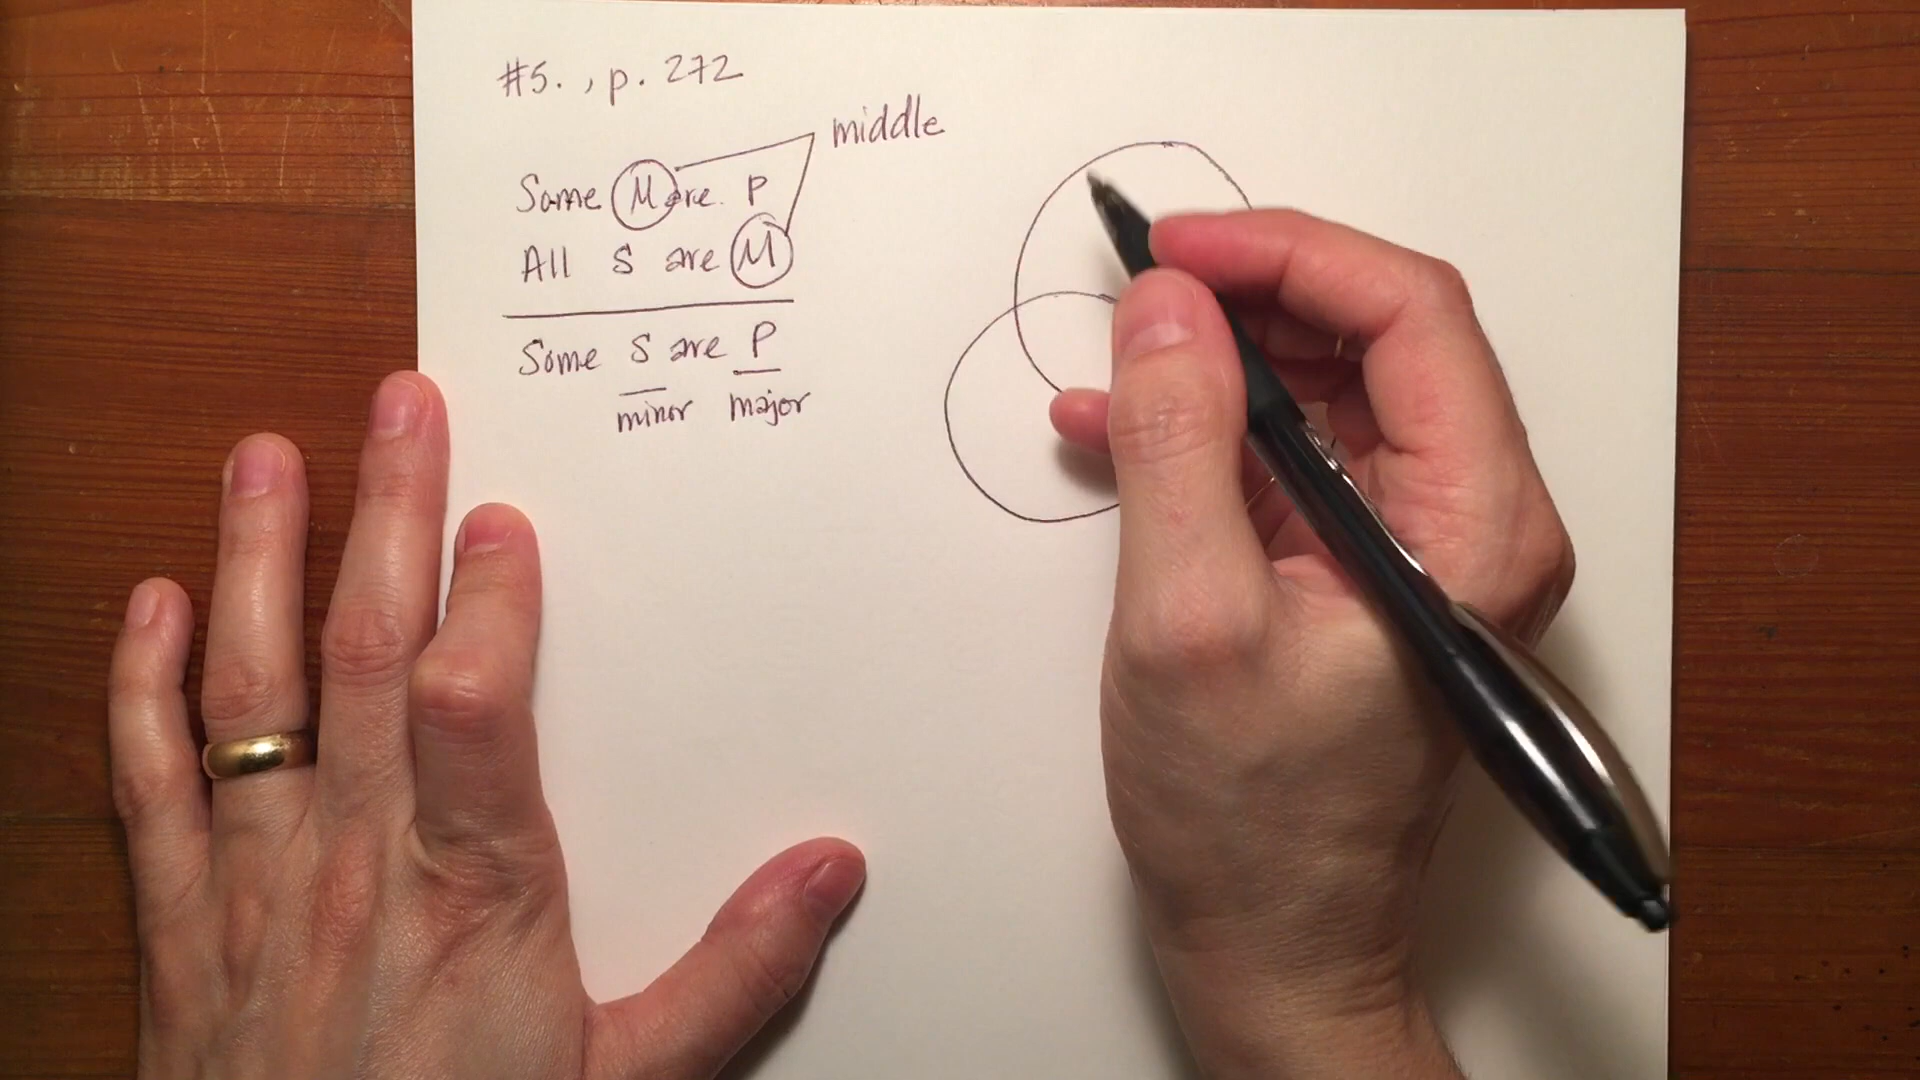 #5. , p. 272
middle
Some M are P
All S are M
Some S are P
minor major